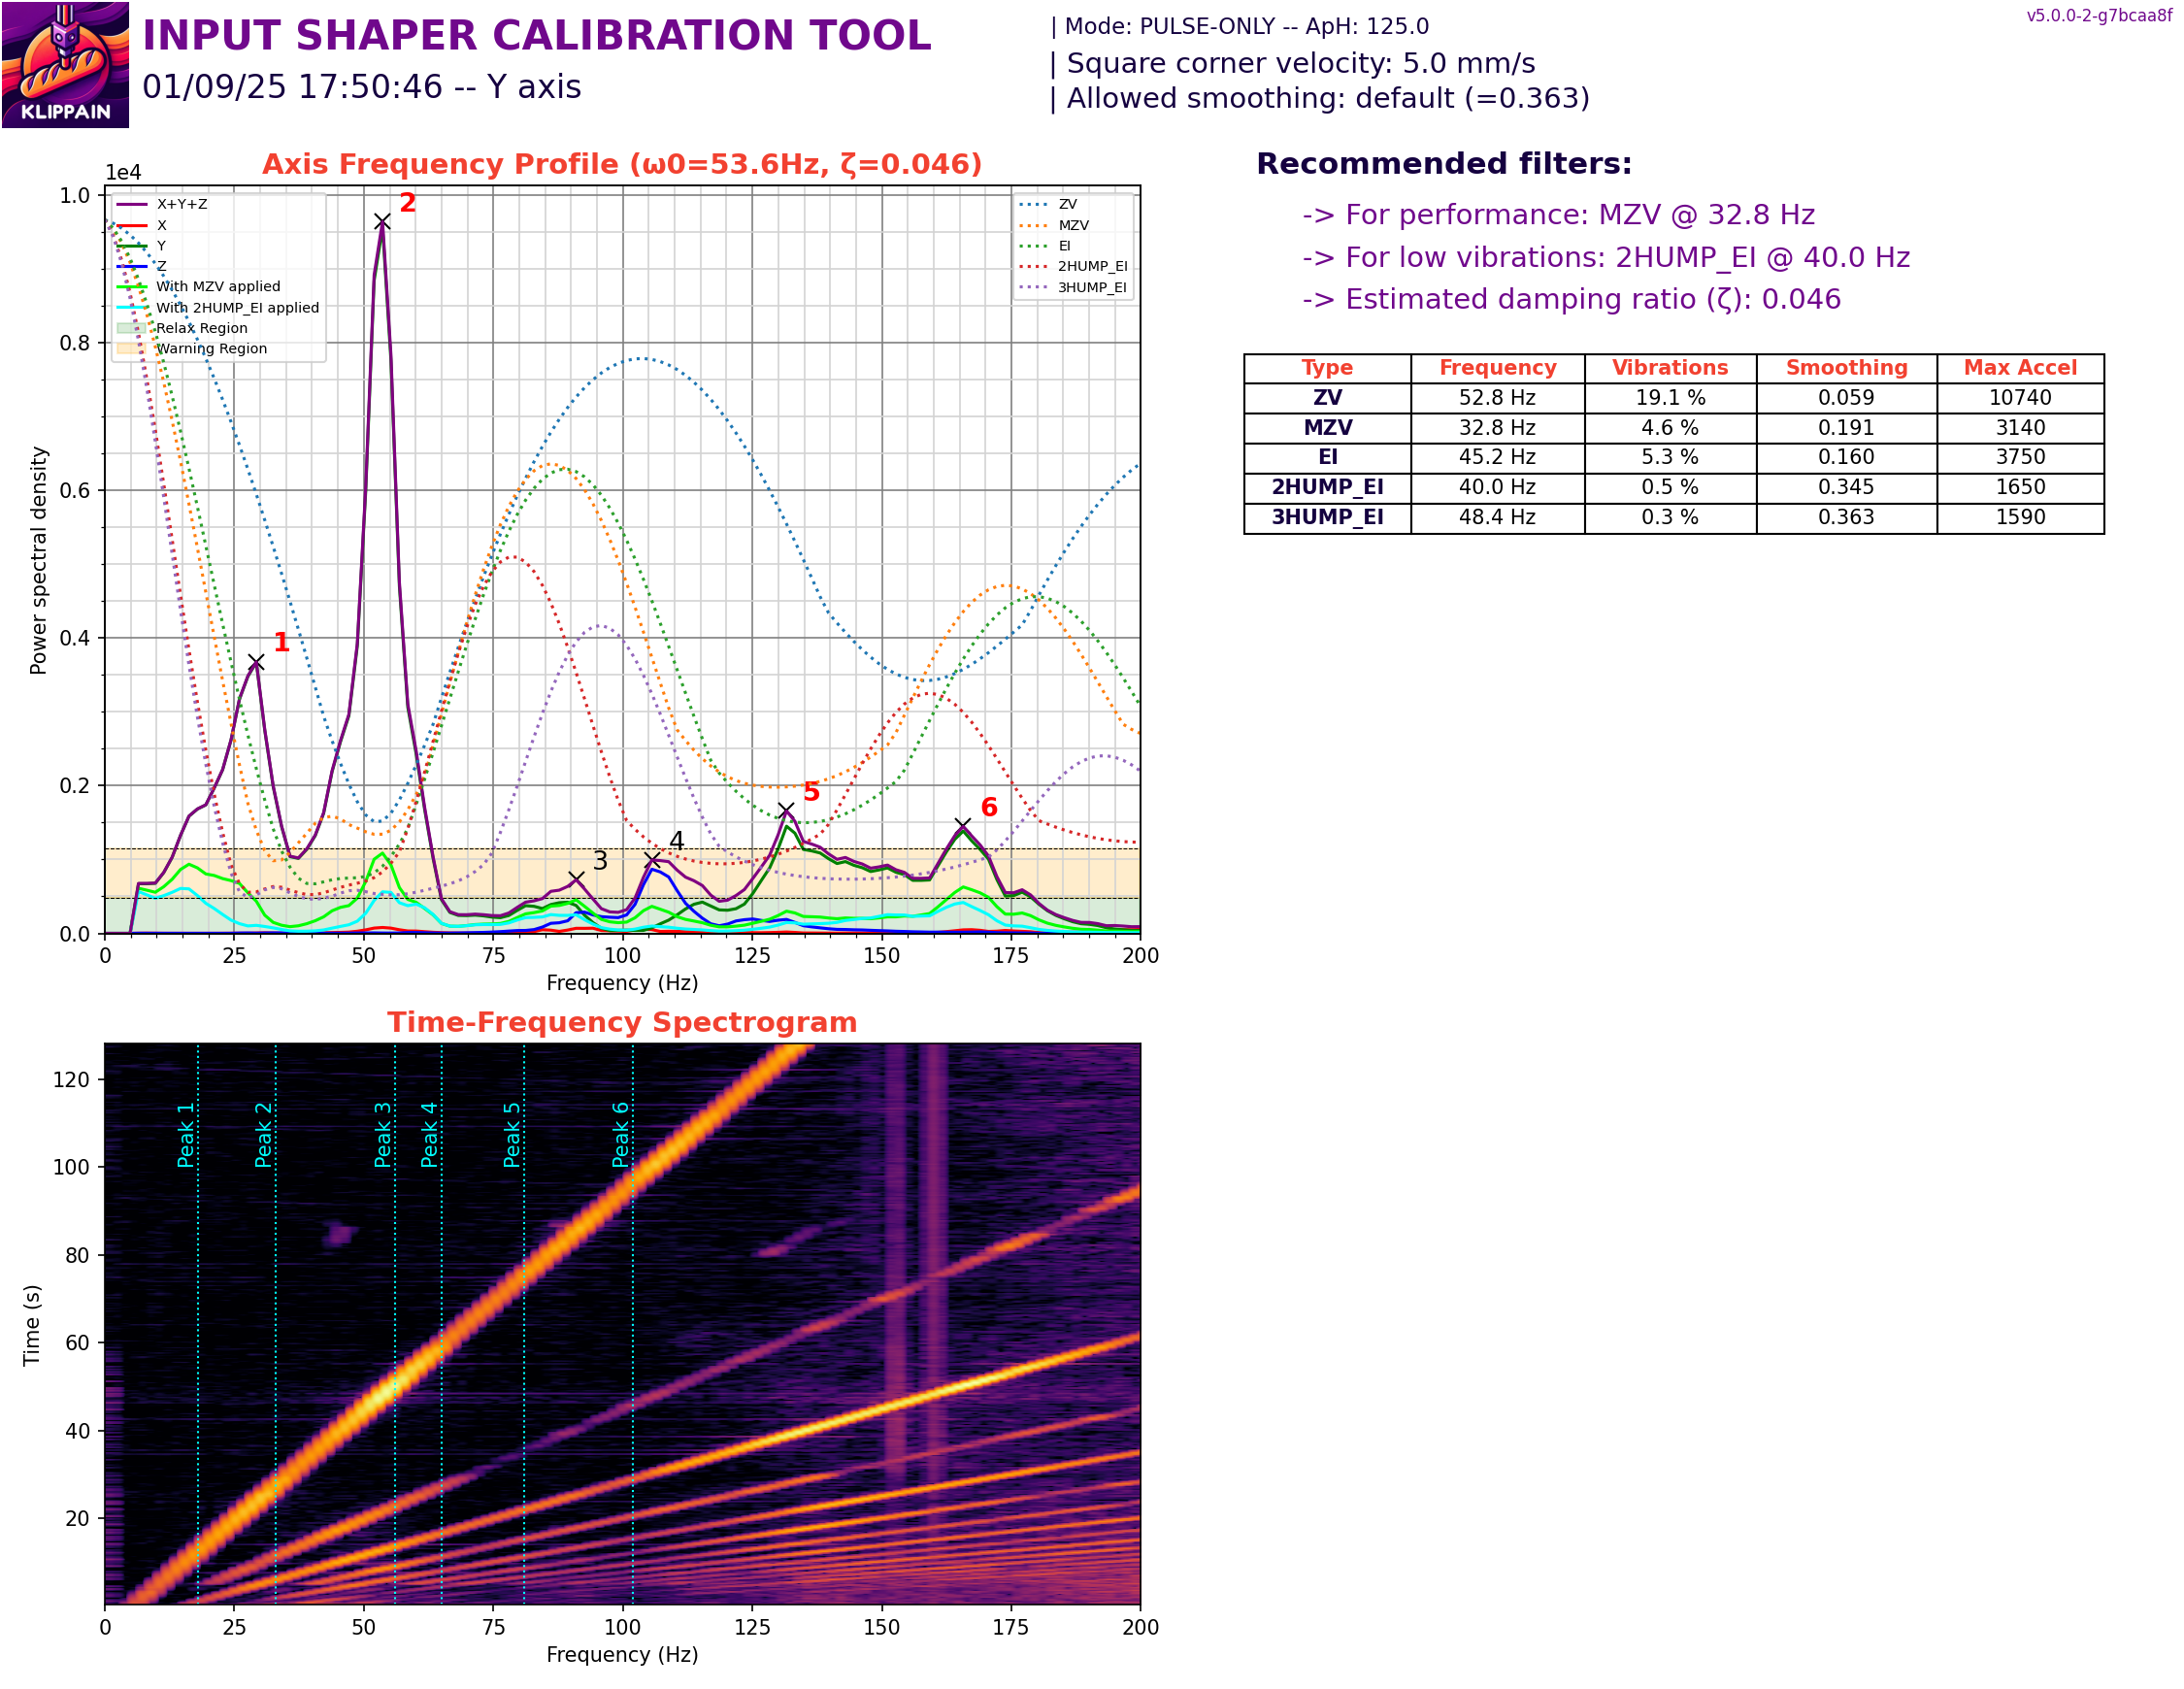 KLIPPAIN
INPUT SHAPER CALIBRATION TOOL
01/09/25 17:50:46 -- Y axis
| Mode: PULSE-ONLY -- ApH: 125.0
| Square corner velocity: 5.0 mm/s
| Allowed smoothing: default (=0.363)
v5.0.0-2-g7bcaa8f
Axis Frequency Profile (ω0=53.6Hz, ζ=0.046)
1e4
1.0
0.8
0.6
0.4
0.2
0.0
Power spectral density
X+Y+Z
X
Y
Z
With MZV applied
With 2HUMP_EI applied
Relax Region
Warning Region
ZV
MZV
EI
2HUMP_EI
3HUMP_EI
1
2
3
4
5
6
0 25 50 75 100 125 150 175 200
Frequency (Hz)
Recommended filters:
-> For performance: MZV @ 32.8 Hz
-> For low vibrations: 2HUMP_EI @ 40.0 Hz
-> Estimated damping ratio (ζ): 0.046
Type Frequency Vibrations Smoothing Max Accel
ZV 52.8 Hz 19.1 % 0.059 10740
MZV 32.8 Hz 4.6 % 0.191 3140
EI 45.2 Hz 5.3 % 0.160 3750
2HUMP_EI 40.0 Hz 0.5 % 0.345 1650
3HUMP_EI 48.4 Hz 0.3 % 0.363 1590
Time-Frequency Spectrogram
120
100
80
60
40
20
Time (s)
Peak 1
Peak 2
Peak 3
Peak 4
Peak 5
Peak 6
0 25 50 75 100 125 150 175 200
Frequency (Hz)